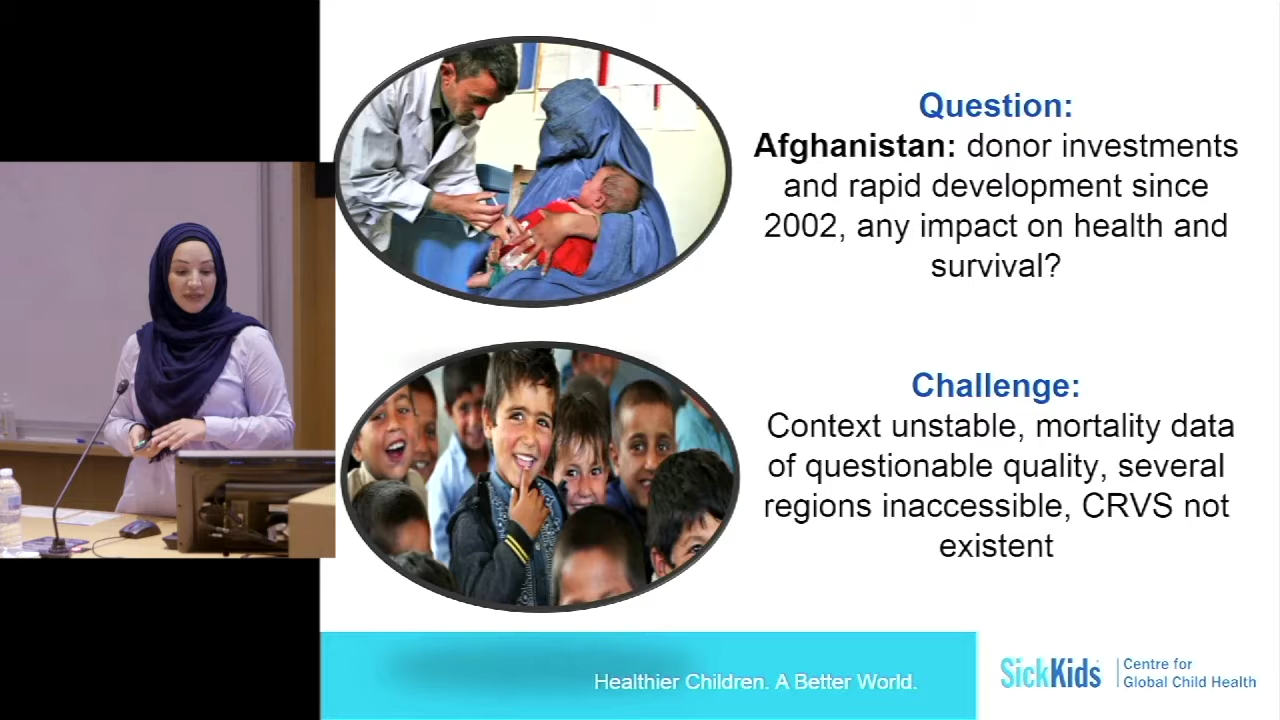 Question:
Afghanistan: donor investments
and rapid development since
2002, any impact on health and
survival?
Challenge:
Context unstable, mortality data
of questionable quality, several
regions inaccessible, CRVS not
existent
Healthier Children. A Better World.
SickKids
Centre for
Global Child Health